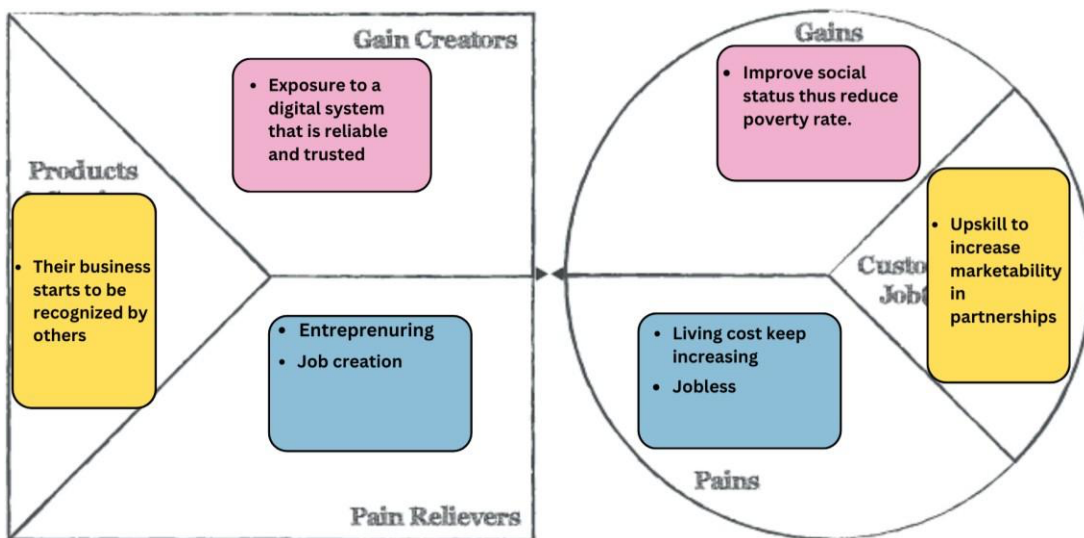 Gain Creators
• Exposure to a
digital system
that is reliable
and trusted
Products
• Their business
starts to be
recognized by
others
• Entreprenuring
• Job creation
Pain Relievers
Gains
• Improve social
status thus reduce
poverty rate.
• Upskill to
increase
marketability
in
partnerships
• Living cost keep
increasing
• Jobless
Pains